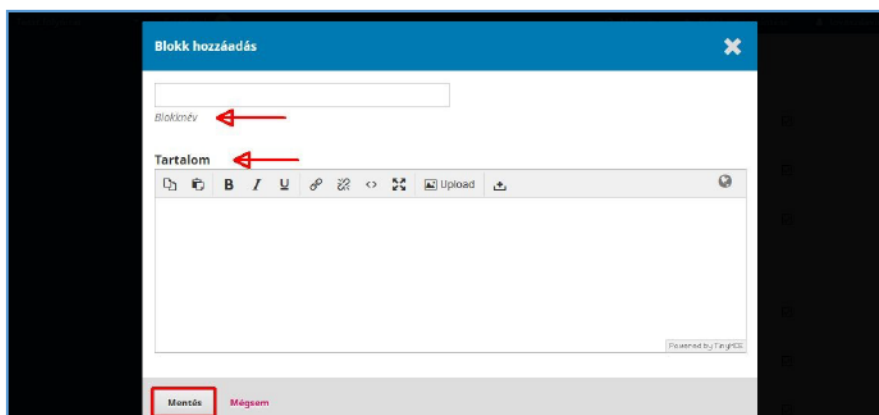 Blokk hozzáadás
Blokknév
Tartalom
B I U Upload
Powered by TinyMCE
Mentés Mégsem